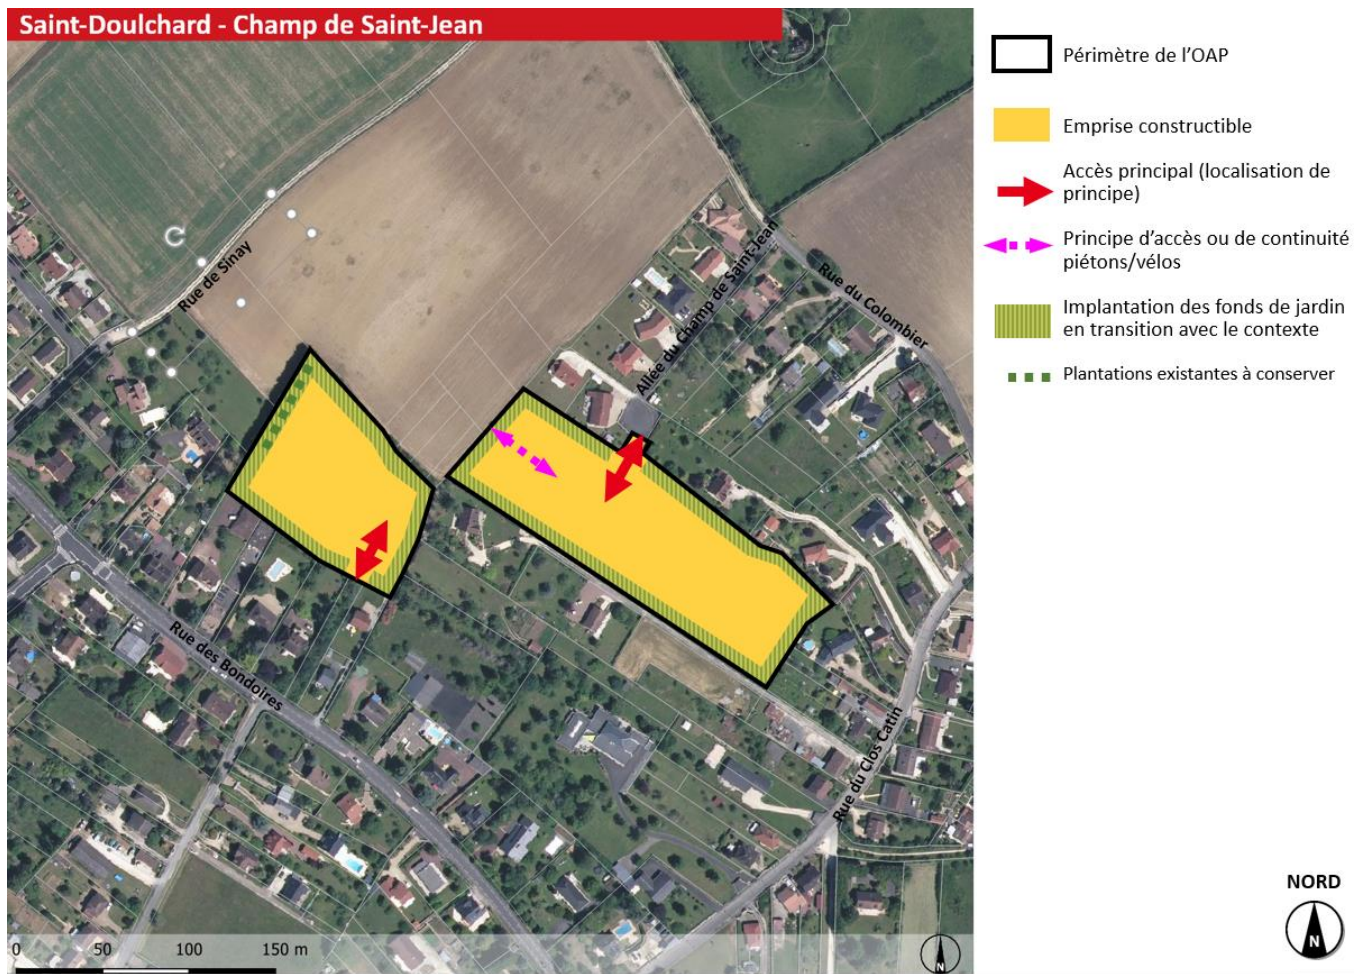 Saint-Doulchard - Champ de Saint-Jean
Périmètre de l'OAP
Emprise constructible
Accès principal (localisation de
principe)
Principe d'accès ou de continuité
piétons/vélos
Implantation des fonds de jardin
en transition avec le contexte
Plantations existantes à conserver
Rue de Sinay
Allée du Champ de Saint-Jean
Rue du Colombier
Rue des Bondoires
Rue du Clos Catin
0 50 100 150 m
N
NORD
N